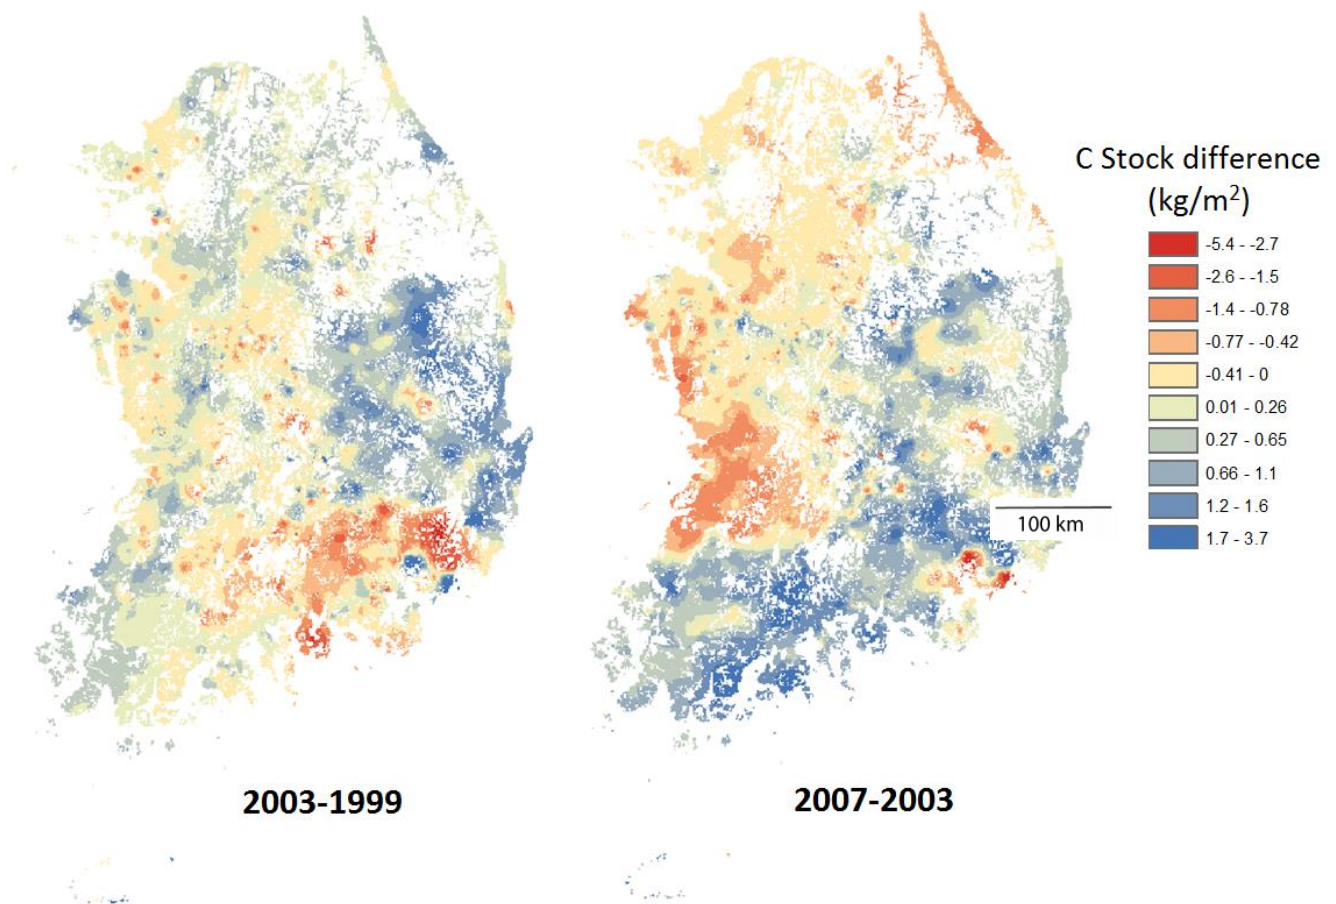 C Stock difference
(kg/m²)
-5.4 - -2.7
-2.6 - -1.5
-1.4 - -0.78
-0.77 - -0.42
-0.41 - 0
0.01 - 0.26
0.27 - 0.65
0.66 - 1.1
1.2 - 1.6
1.7 - 3.7
100 km
2003-1999
2007-2003